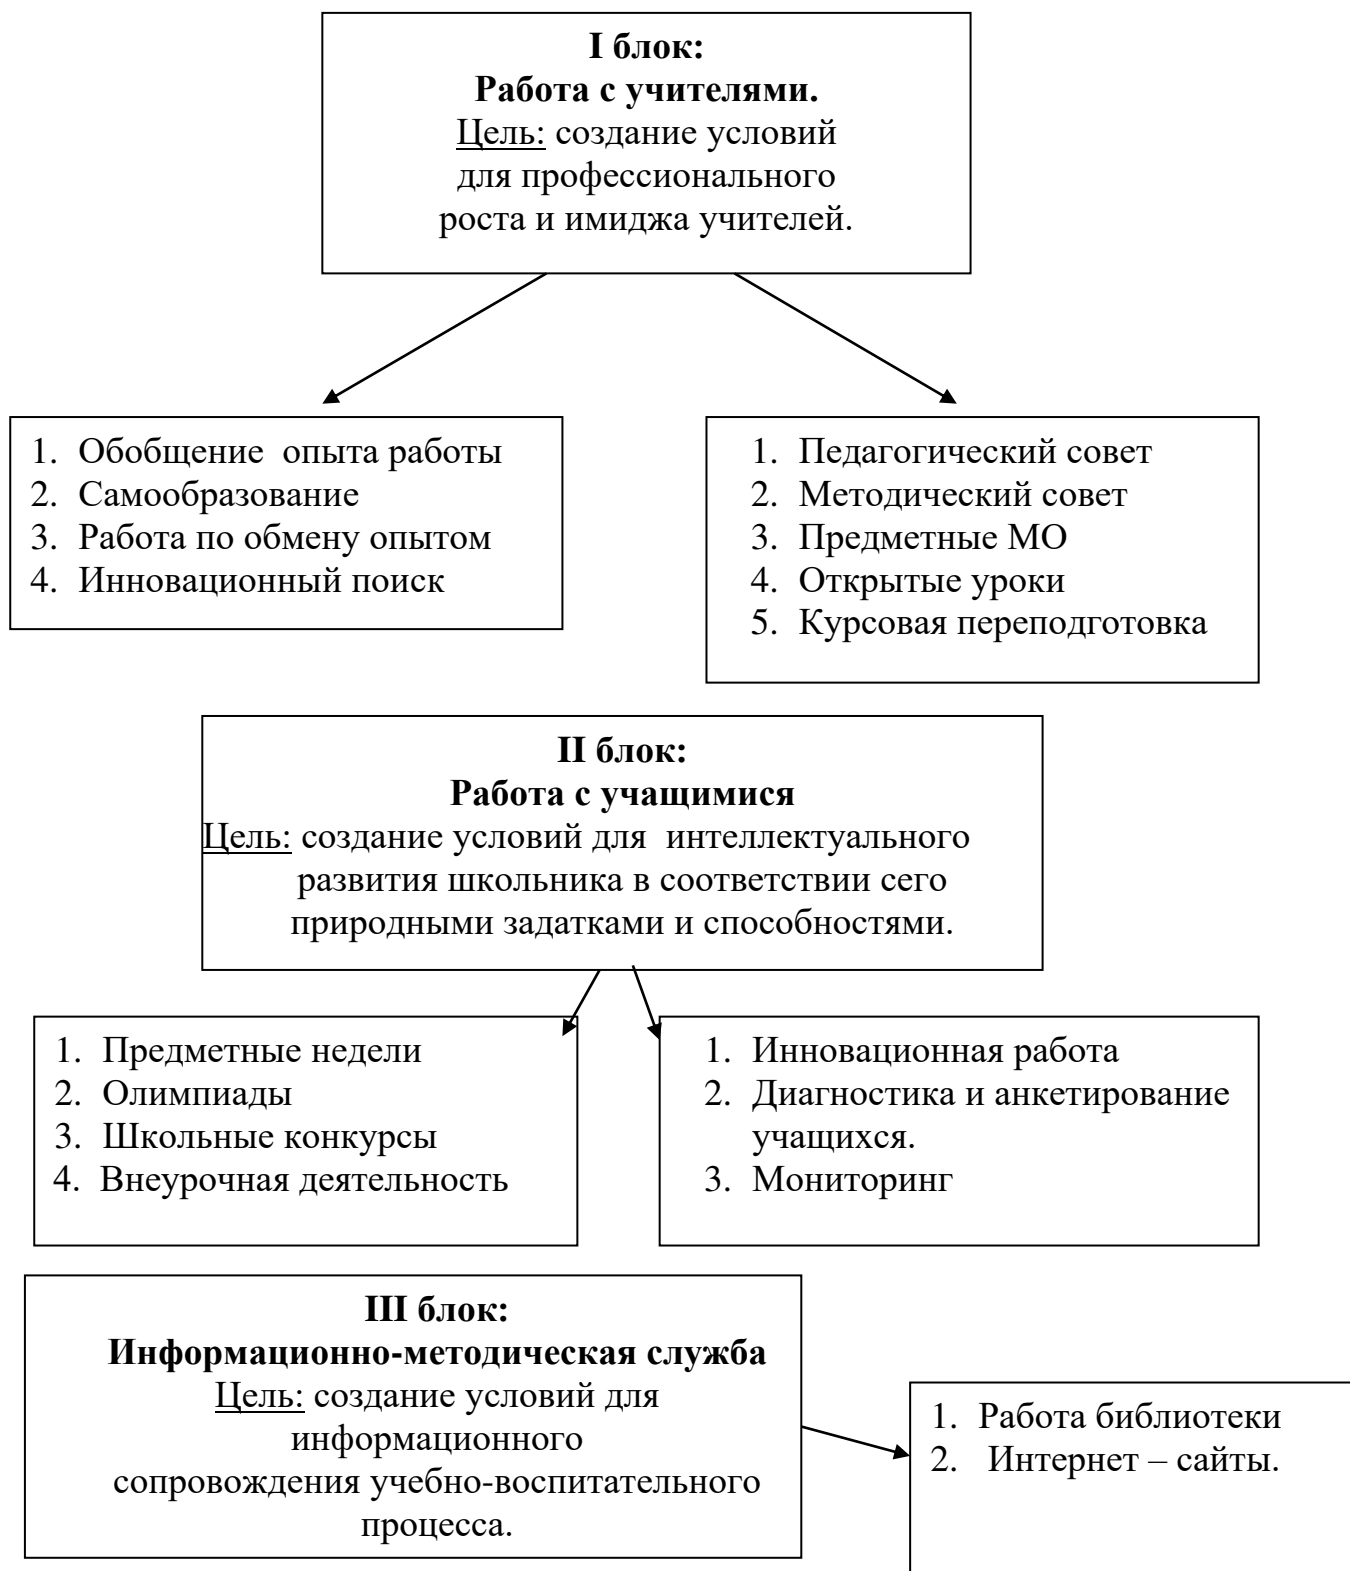 I блок:
Работа с учителями.
Цель: создание условий
для профессионального
роста и имиджа учителей.
1. Обобщение опыта работы
2. Самообразование
3. Работа по обмену опытом
4. Инновационный поиск
1. Педагогический совет
2. Методический совет
3. Предметные МО
4. Открытые уроки
5. Курсовая переподготовка
II блок:
Работа с учащимися
Цель: создание условий для интеллектуального
развития школьника в соответствии сего
природными задатками и способностями.
1. Предметные недели
2. Олимпиады
3. Школьные конкурсы
4. Внеурочная деятельность
1. Инновационная работа
2. Диагностика и анкетирование
учащихся.
3. Мониторинг
III блок:
Информационно-методическая служба
Цель: создание условий для
информационного
сопровождения учебно-воспитательного
процесса.
1. Работа библиотеки
2. Интернет – сайты.